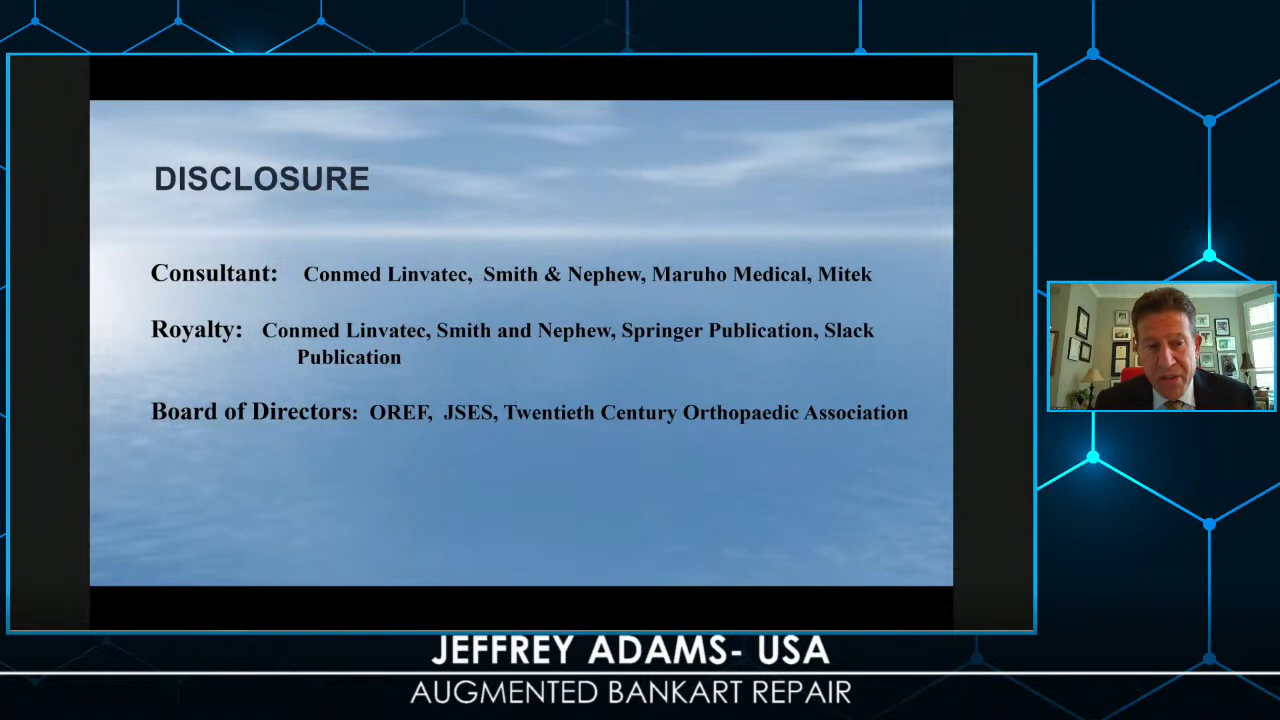 DISCLOSURE
Consultant: Conmed Linvatec, Smith & Nephew, Maruho Medical, Mitek
Royalty: Conmed Linvatec, Smith and Nephew, Springer Publication, Slack
Publication
Board of Directors: OREF, JSES, Twentieth Century Orthopaedic Association
JEFFREY ADAMS- USA
AUGMENTED BANKART REPAIR